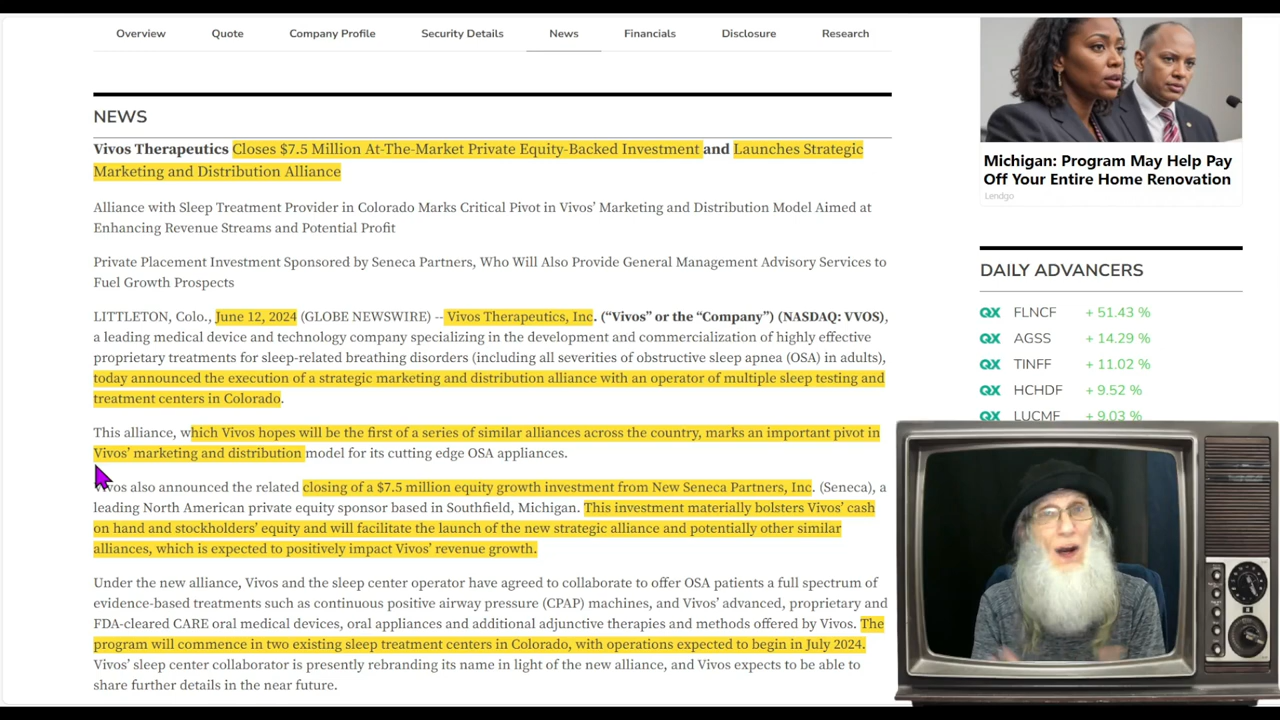 Overview Quote Company Profile Security Details News Financials Disclosure Research
NEWS
Vivos Therapeutics Closes $7.5 Million At-The-Market Private Equity-Backed Investment and Launches Strategic
Marketing and Distribution Alliance
Alliance with Sleep Treatment Provider in Colorado Marks Critical Pivot in Vivos’ Marketing and Distribution Model Aimed at
Enhancing Revenue Streams and Potential Profit
Private Placement Investment Sponsored by Seneca Partners, Who Will Also Provide General Management Advisory Services to
Fuel Growth Prospects
LITTLETON, Colo., June 12, 2024 (GLOBE NEWSWIRE) -- Vivos Therapeutics, Inc. (“Vivos” or the “Company”) (NASDAQ: VVOS),
a leading medical device and technology company specializing in the development and commercialization of highly effective
proprietary treatments for sleep-related breathing disorders (including all severities of obstructive sleep apnea (OSA) in adults),
today announced the execution of a strategic marketing and distribution alliance with an operator of multiple sleep testing and
treatment centers in Colorado.
This alliance, which Vivos hopes will be the first of a series of similar alliances across the country, marks an important pivot in
Vivos’ marketing and distribution model for its cutting edge OSA appliances.
Vivos also announced the related closing of a $7.5 million equity growth investment from New Seneca Partners, Inc. (Seneca), a
leading North American private equity sponsor based in Southfield, Michigan. This investment materially bolsters Vivos’ cash
on hand and stockholders’ equity and will facilitate the launch of the new strategic alliance and potentially other similar
alliances, which is expected to positively impact Vivos’ revenue growth.
Under the new alliance, Vivos and the sleep center operator have agreed to collaborate to offer OSA patients a full spectrum of
evidence-based treatments such as continuous positive airway pressure (CPAP) machines, and Vivos’ advanced, proprietary and
FDA-cleared CARE oral medical devices, oral appliances and additional adjunctive therapies and methods offered by Vivos. The
program will commence in two existing sleep treatment centers in Colorado, with operations expected to begin in July 2024.
Vivos’ sleep center collaborator is presently rebranding its name in light of the new alliance, and Vivos expects to be able to
share further details in the near future.
Michigan: Program May Help Pay
Off Your Entire Home Renovation
Lendgo
DAILY ADVANCERS
QX FLNCF + 51.43 %
QX AGSS + 14.29 %
QX TINFF + 11.02 %
QX HCHDF + 9.52 %
QX LUCMF + 9.03 %